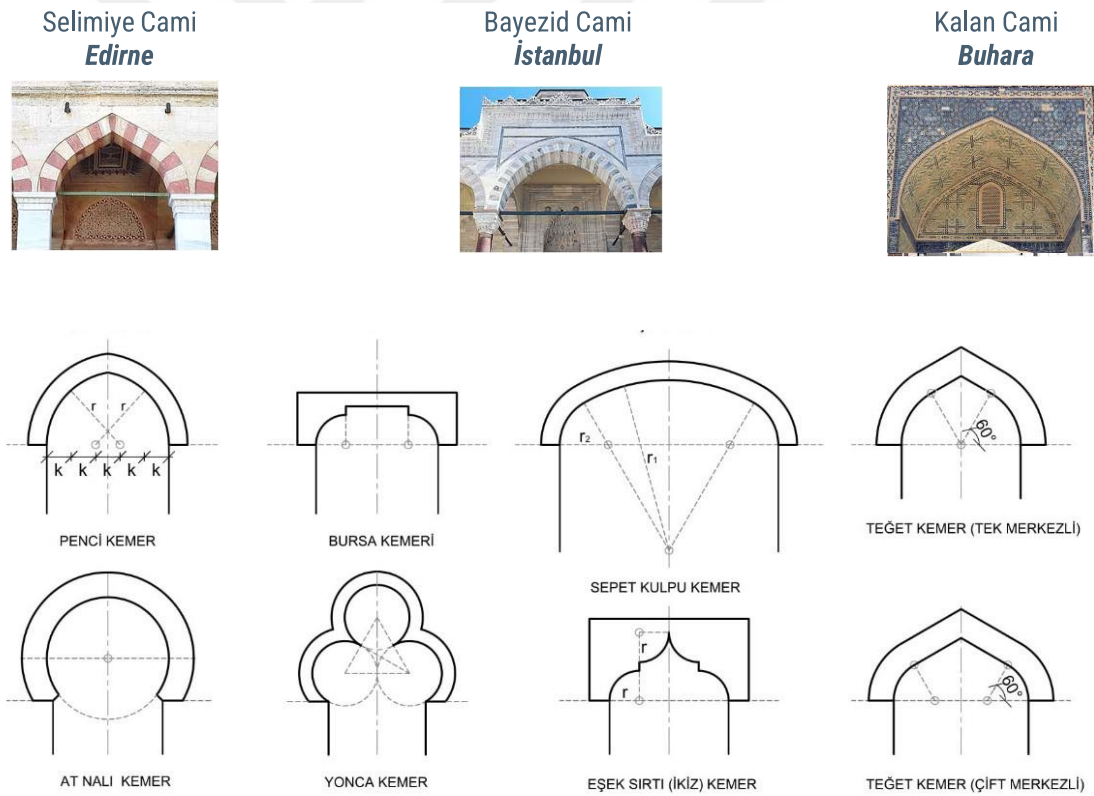 Selimiye Cami
Edirne
Bayezid Cami
İstanbul
Kalan Cami
Buhara
r r
k k k k k
PENCİ KEMER
BURSA KEMERİ
r₂
r₁
SEPET KULPU KEMER
60°
TEĞET KEMER (TEK MERKEZLİ)
AT NALI KEMER
YONCA KEMER
r
r
EŞEK SIRTI (İKİZ) KEMER
60°
TEĞET KEMER (ÇİFT MERKEZLİ)